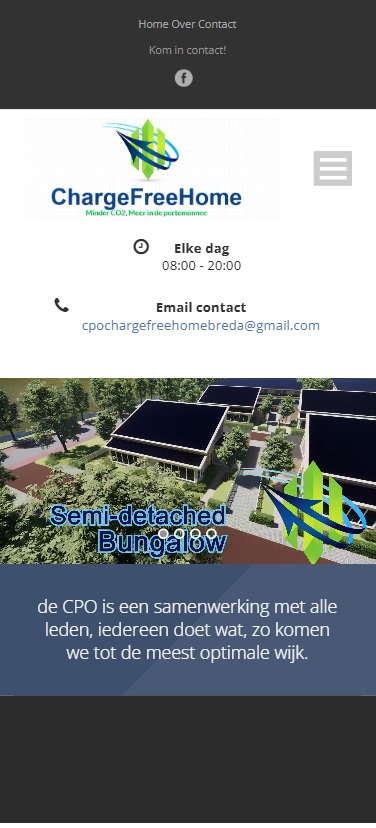 Home Over Contact
Kom in contact!
ChargeFreeHome
Minder CO2, Meer in de portemonnee
Elke dag
08:00 - 20:00
Email contact
cpochargefreehomebreda@gmail.com
Semi-detached
Bungalow
de CPO is een samenwerking met alle
leden, iedereen doet wat, zo komen
we tot de meest optimale wijk.